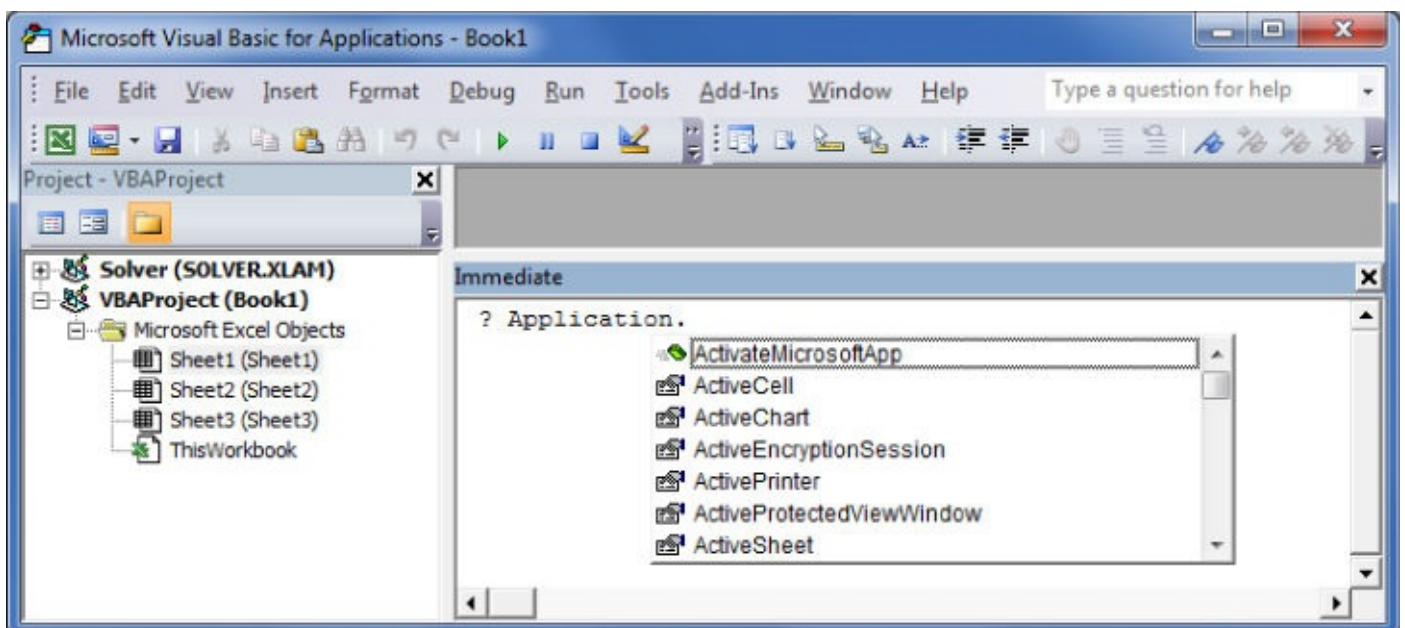 Microsoft Visual Basic for Applications - Book1
File Edit View Insert Format Debug Run Tools Add-Ins Window Help Type a question for help
Project - VBAProject
Solver (SOLVER.XLAM)
VBAProject (Book1)
Microsoft Excel Objects
Sheet1 (Sheet1)
Sheet2 (Sheet2)
Sheet3 (Sheet3)
ThisWorkbook
Immediate
? Application.
ActivateMicrosoftApp
ActiveCell
ActiveChart
ActiveEncryptionSession
ActivePrinter
ActiveProtectedViewWindow
ActiveSheet